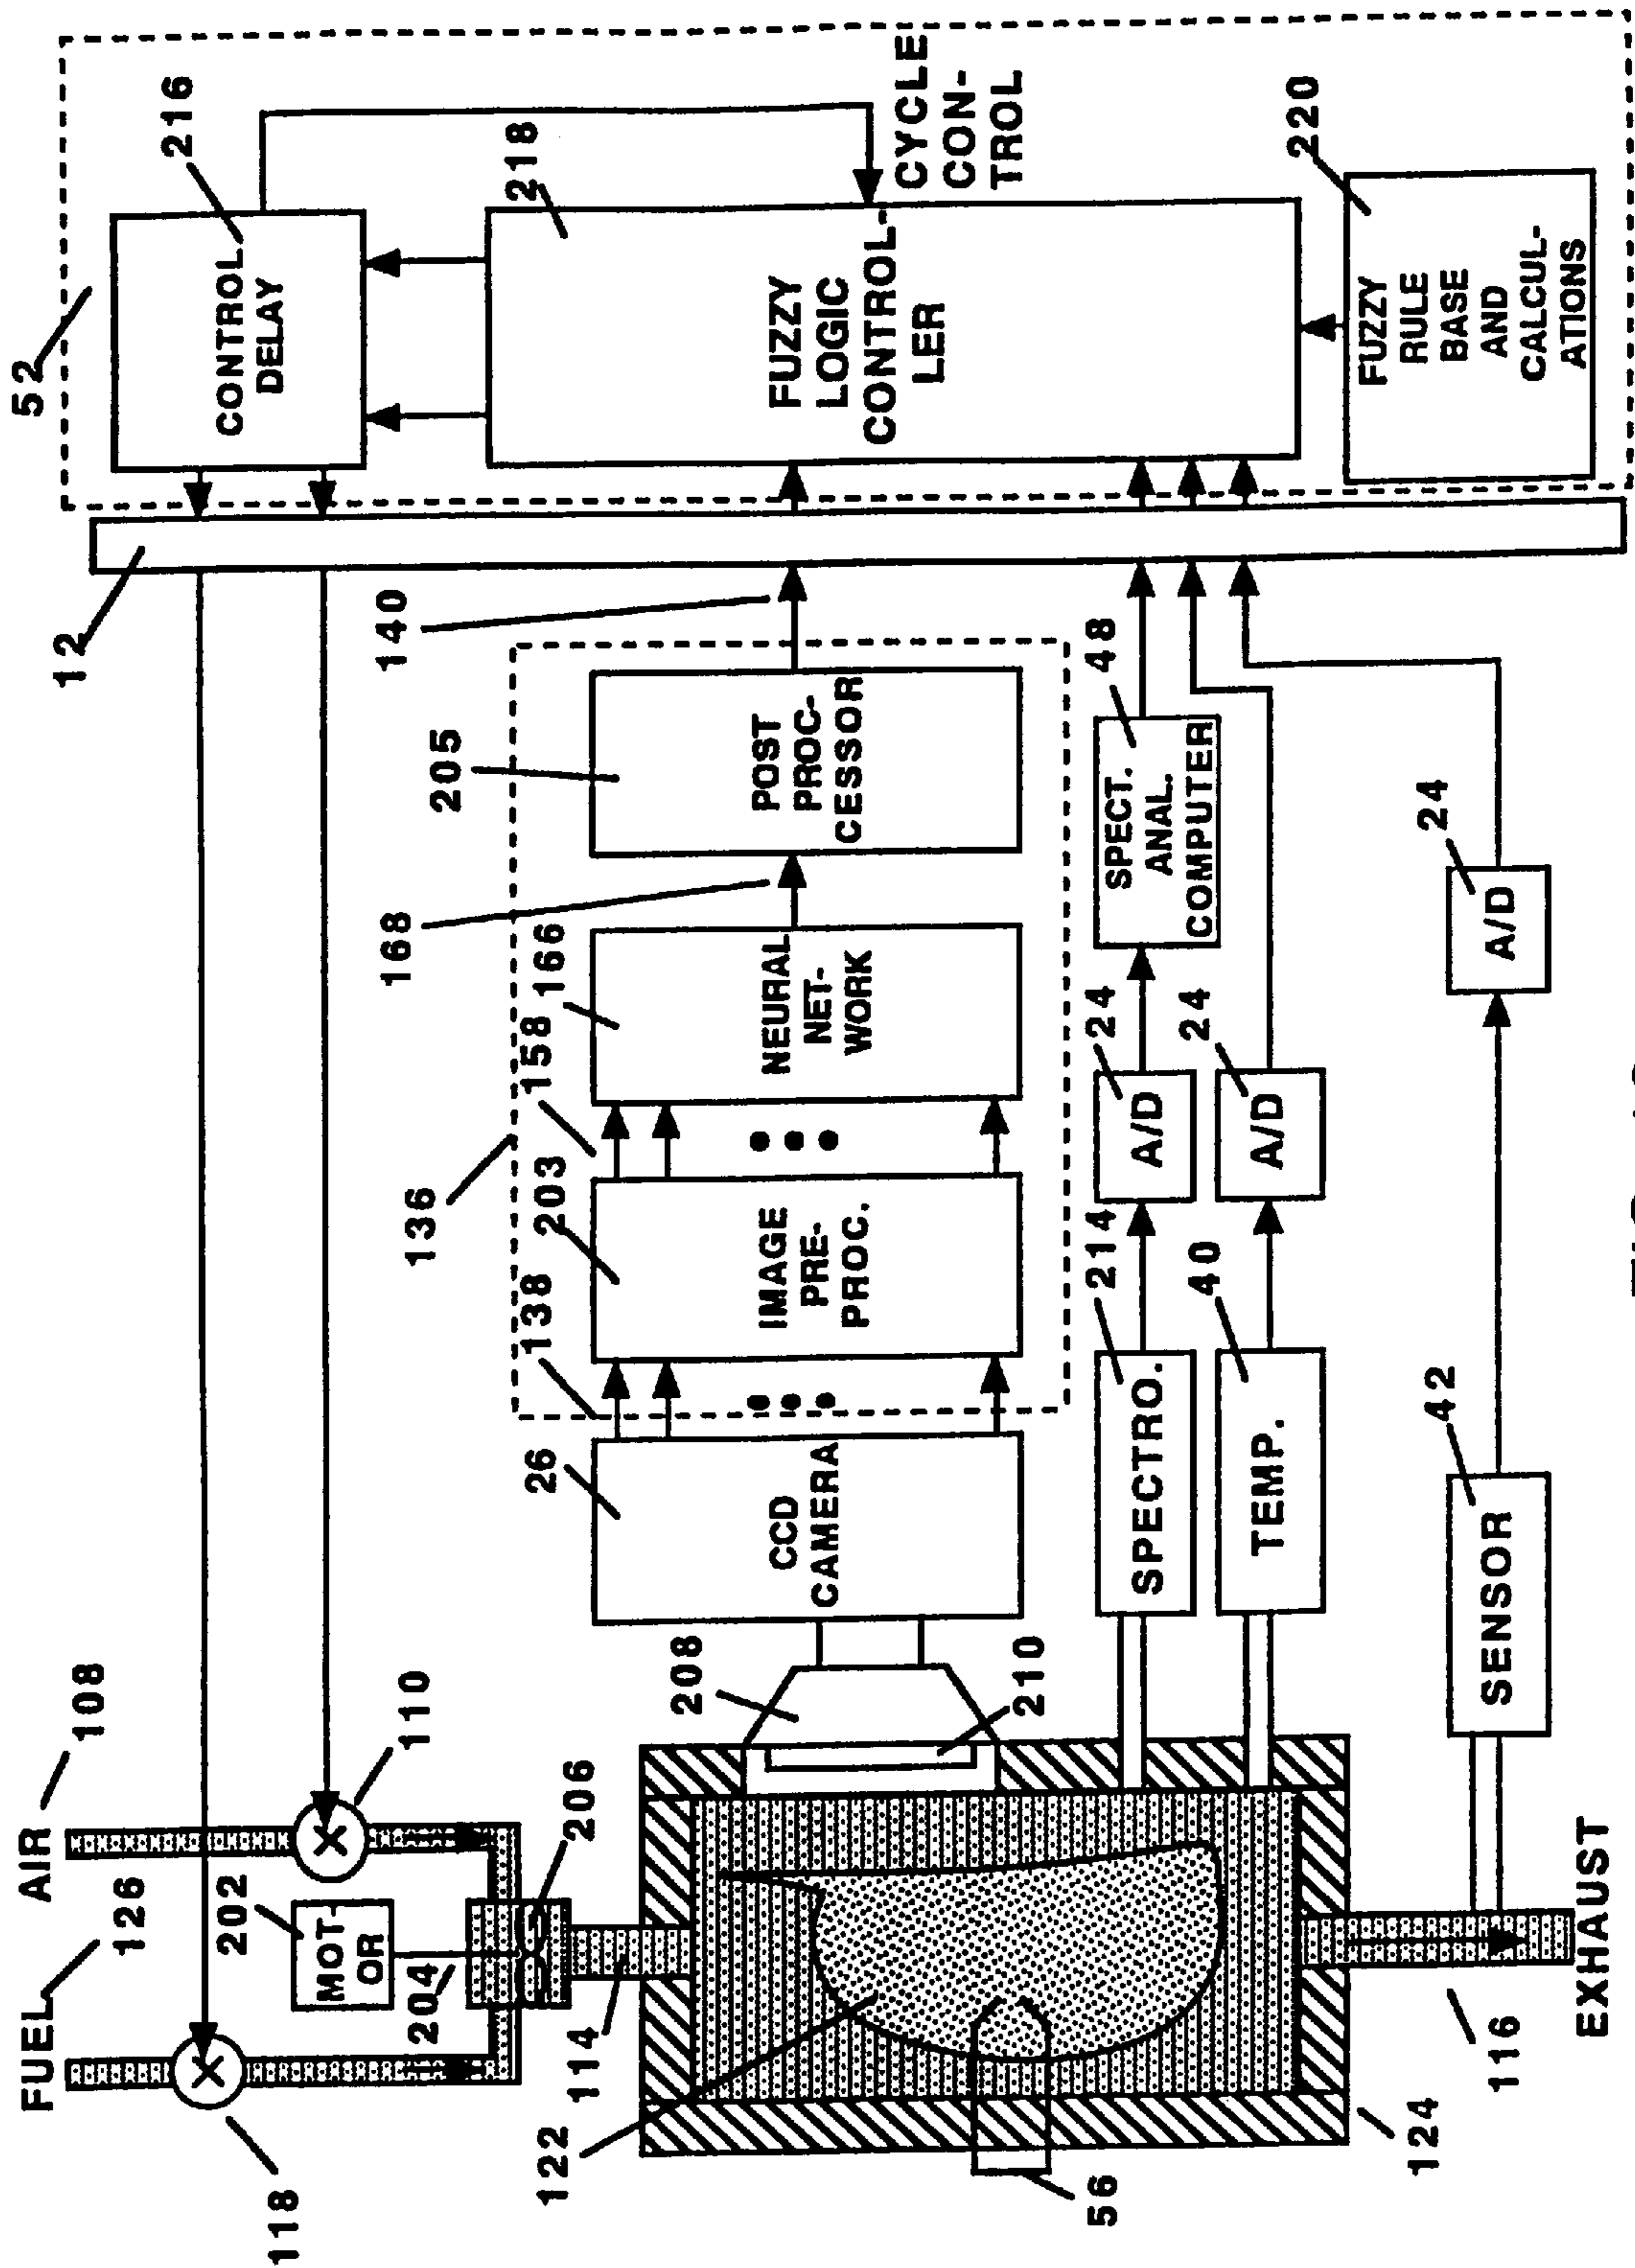 FUEL
126
AIR
108
118
110
202
MOT-
OR
204
206
114
122
56
124
116
EXHAUST
208
210
26
CCD
CAMERA
138
136
203
IMAGE
PRE-
PROC.
158
166
NEURAL
NET-
WORK
168
205
POST
PROC-
CESSOR
140
12
SPECTRO.
214
A/D
24
SPECT.
ANAL.
COMPUTER
48
TEMP.
40
A/D
24
SENSOR
42
A/D
24
52
CONTROL
DELAY
216
218
FUZZY
LOGIC
CONTROL-
LER
CYCLE
CON-
TROL
220
FUZZY
RULE
BASE
AND
CALCUL-
ATIONS